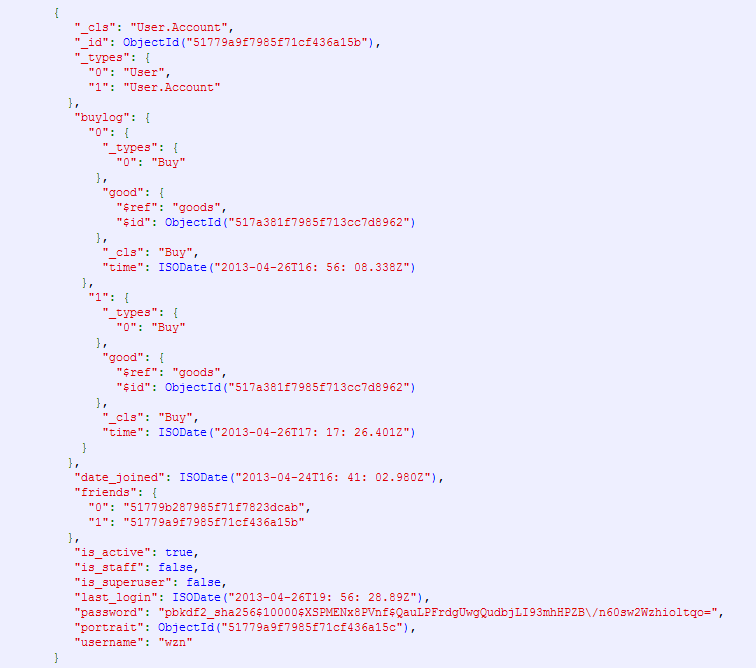 {
"_cls": "User.Account",
"_id": ObjectId("51779a9f7985f71cf436a15b"),
"_types": {
"0": "User",
"1": "User.Account"
},
"buylog": {
"0": {
"_types": {
"0": "Buy"
},
"good": {
"$ref": "goods",
"$id": ObjectId("517a381f7985f713cc7d8962")
},
"_cls": "Buy",
"time": ISODate("2013-04-26T16: 56: 08.338Z")
},
"1": {
"_types": {
"0": "Buy"
},
"good": {
"$ref": "goods",
"$id": ObjectId("517a381f7985f713cc7d8962")
},
"_cls": "Buy",
"time": ISODate("2013-04-26T17: 17: 26.401Z")
}
},
"date_joined": ISODate("2013-04-24T16: 41: 02.980Z"),
"friends": {
"0": "51779b287985f71f7823dcab",
"1": "51779a9f7985f71cf436a15b"
},
"is_active": true,
"is_staff": false,
"is_superuser": false,
"last_login": ISODate("2013-04-26T19: 56: 28.89Z"),
"password": "pbkdf2_sha256$10000$XSPMENx8PVnf$QauLPFrdgUwgQudbjLI93mhHPZB\/n60sw2Wzhioltqo=",
"portrait": ObjectId("51779a9f7985f71cf436a15c"),
"username": "wzn"
}